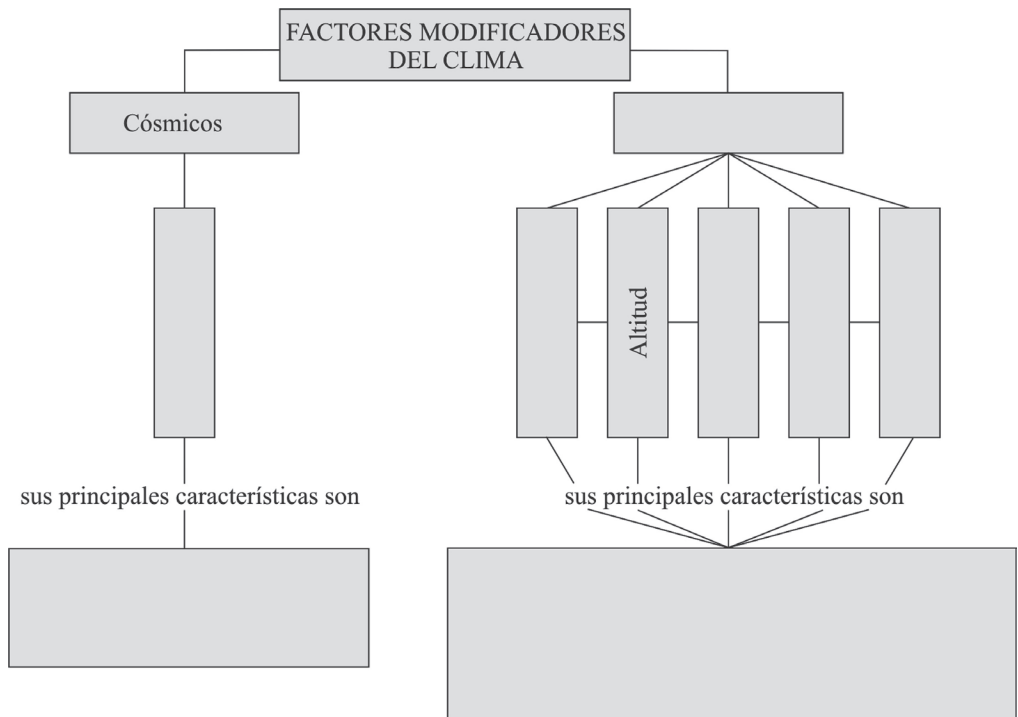 FACTORES MODIFICADORES
DEL CLIMA
Cósmicos
Altitud
sus principales características son
sus principales características son